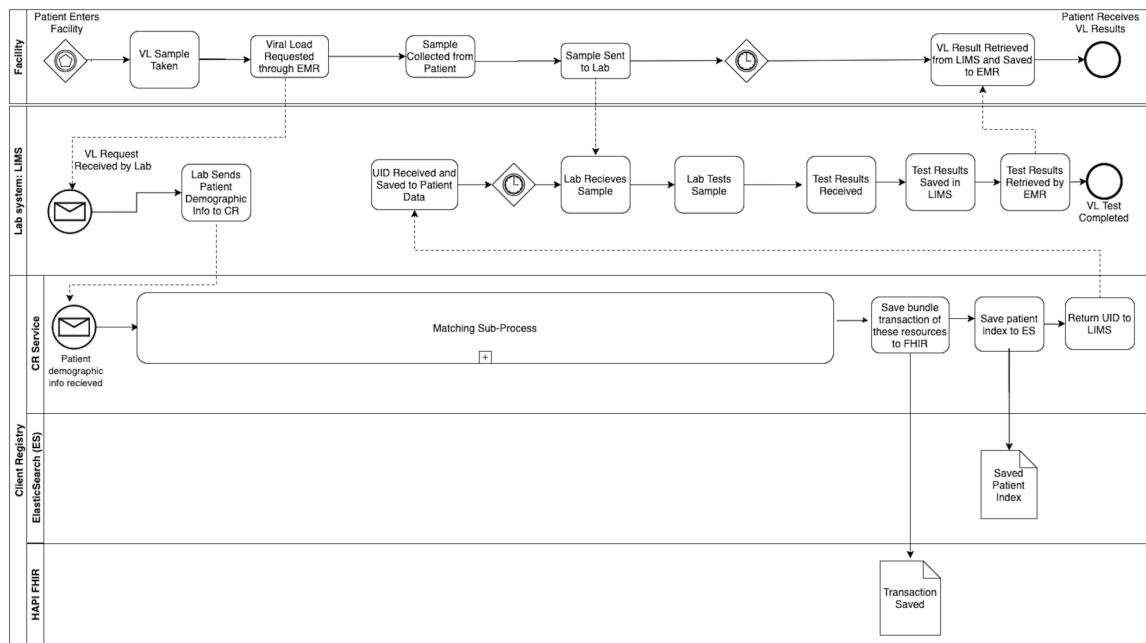 Patient Enters
Facility
Patient Receives
VL Results
Facility
VL Sample
Taken
Viral Load
Requested
through EMR
Sample
Collected from
Patient
Sample Sent
to Lab
VL Result Retrieved
from LIMS and Saved
to EMR
Lab system: LIMS
VL Request
Received by Lab
Lab Sends
Patient
Demographic
Info to CR
UID Received and
Saved to Patient
Data
Lab Recieves
Sample
Lab Tests
Sample
Test Results
Received
Test Results
Saved in
LIMS
Test Results
Retrieved by
EMR
VL Test
Completed
Client Registry
CR Service
Patient
demographic
info recieved
Matching Sub-Process
Save bundle
transaction of
these resources
to FHIR
Save patient
index to ES
Return UID to
LIMS
ElasticSearch (ES)
Saved
Patient
Index
HAPI FHIR
Transaction
Saved